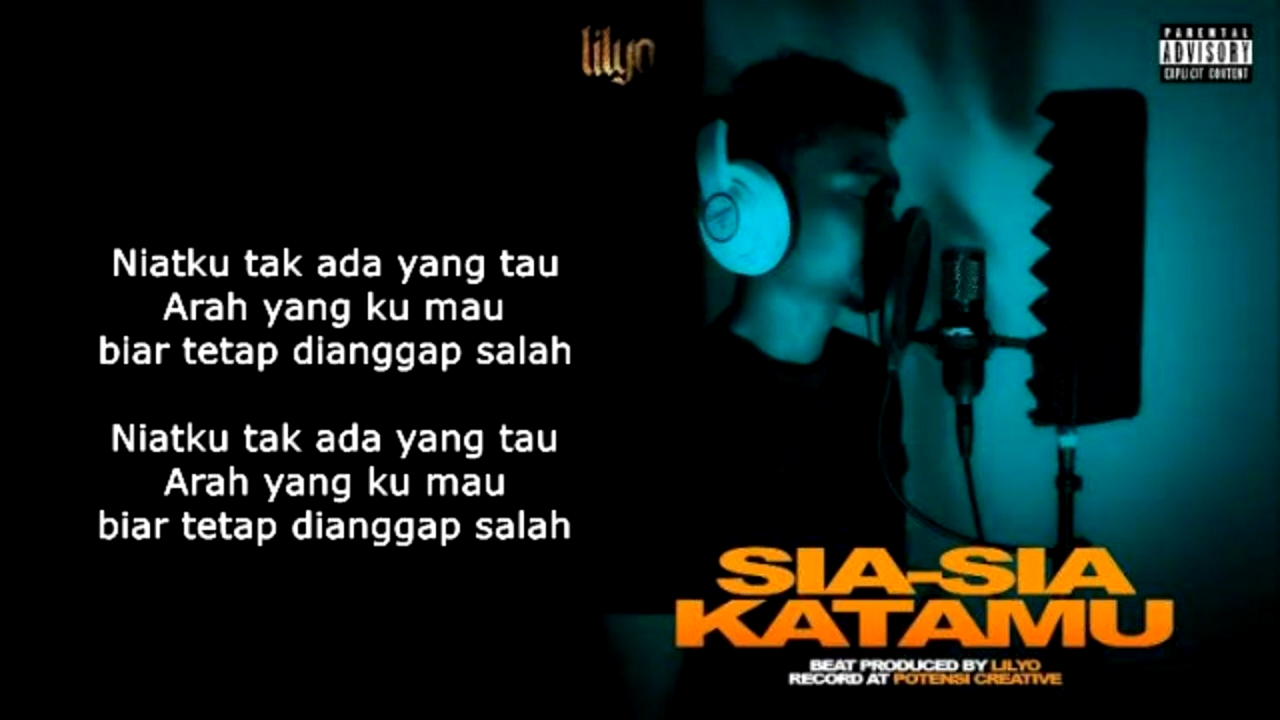 lilyo
PARENTAL
ADVISORY
EXPLICIT CONTENT
Niatku tak ada yang tau
Arah yang ku mau
biar tetap dianggap salah
Niatku tak ada yang tau
Arah yang ku mau
biar tetap dianggap salah
SIA-SIA
KATAMU
BEAT PRODUCED BY LILYO
RECORD AT POTENSI CREATIVE